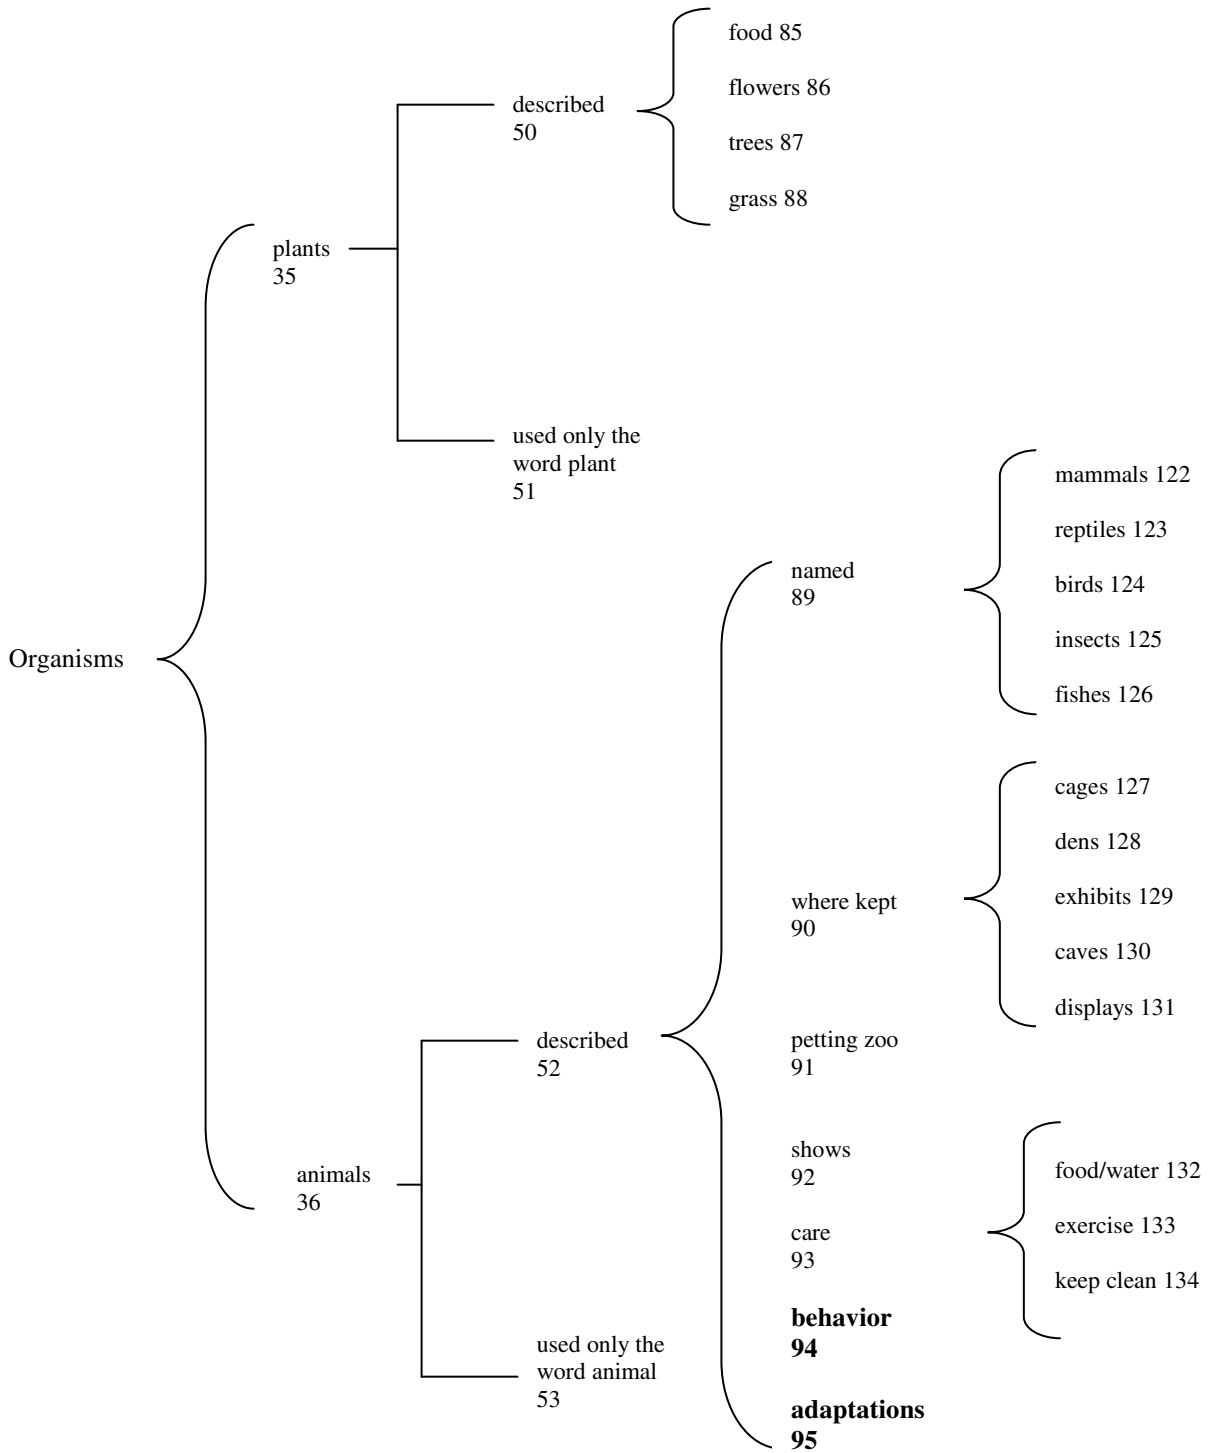 food 85
flowers 86
described
50
trees 87
grass 88
plants
35
used only the
word plant
51
mammals 122
reptiles 123
named
89
birds 124
insects 125
Organisms
fishes 126
cages 127
dens 128
where kept
90
exhibits 129
caves 130
displays 131
described
52
petting zoo
91
shows
92
animals
36
food/water 132
care
93
exercise 133
keep clean 134
behavior
94
used only the
word animal
53
adaptations
95